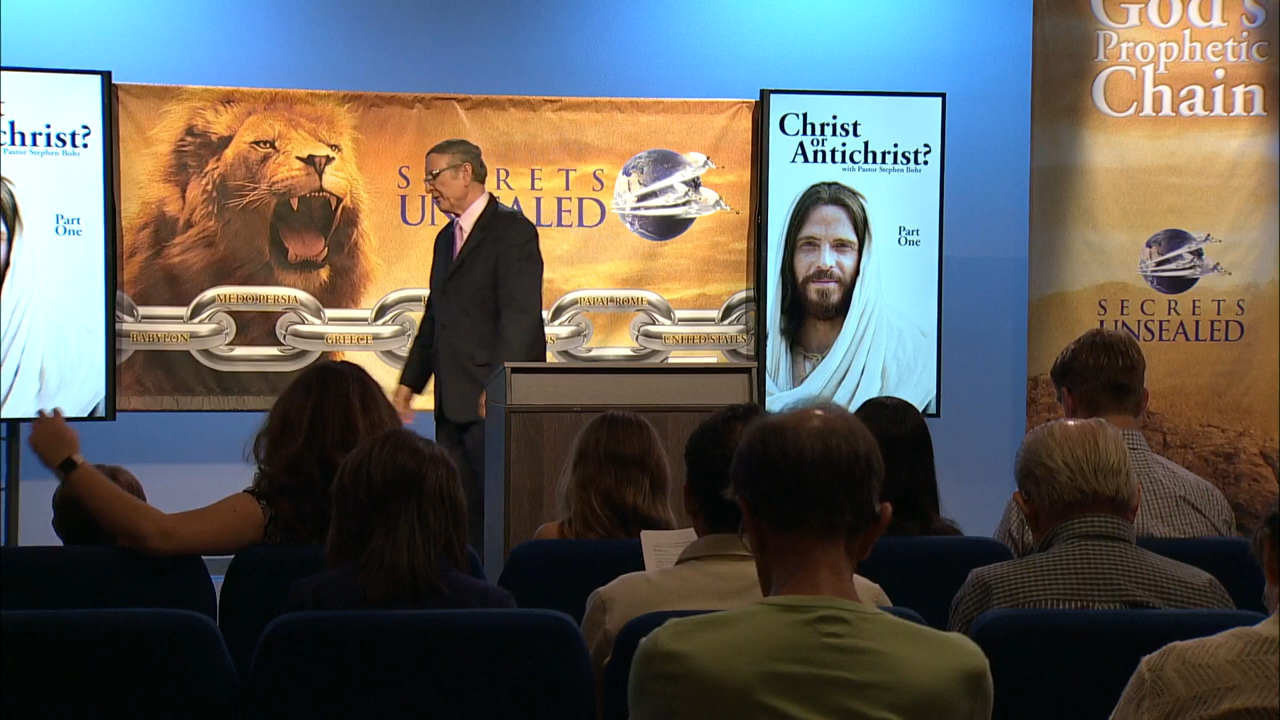 christ?
Pastor Stephen Bohr
Part
One
SECRETS
UNSEALED
MEDO-PERSIA
PAPAL ROME
BABYLON
GREECE
UNITED STATES
Christ
or
Antichrist?
with Pastor Stephen Bohr
Part
One
God's
Prophetic
Chain
SECRETS
UNSEALED